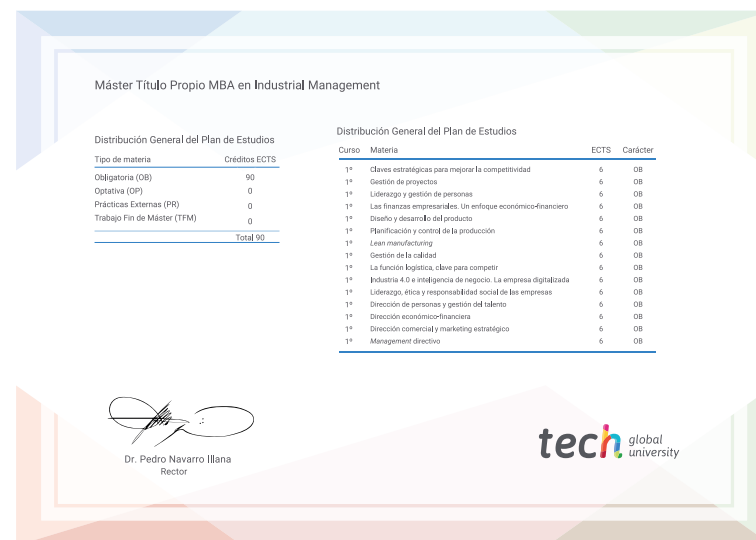 Máster Título Propio MBA en Industrial Management
Distribución General del Plan de Estudios
Tipo de materia Créditos ECTS
Obligatoria (OB) 90
Optativa (OP) 0
Prácticas Externas (PR) 0
Trabajo Fin de Máster (TFM) 0
Total 90
Distribución General del Plan de Estudios
Curso Materia ECTS Carácter
1º Claves estratégicas para mejorar la competitividad 6 OB
1º Gestión de proyectos 6 OB
1º Liderazgo y gestión de personas 6 OB
1º Las finanzas empresariales. Un enfoque económico-financiero 6 OB
1º Diseño y desarrollo del producto 6 OB
1º Planificación y control de la producción 6 OB
1º Lean manufacturing 6 OB
1º Gestión de la calidad 6 OB
1º La función logística, clave para competir 6 OB
1º Industria 4.0 e inteligencia de negocio. La empresa digitalizada 6 OB
1º Liderazgo, ética y responsabilidad social de las empresas 6 OB
1º Dirección de personas y gestión del talento 6 OB
1º Dirección económico-financiera 6 OB
1º Dirección comercial y marketing estratégico 6 OB
1º Management directivo 6 OB
Dr. Pedro Navarro Illana
Rector
tech global
university